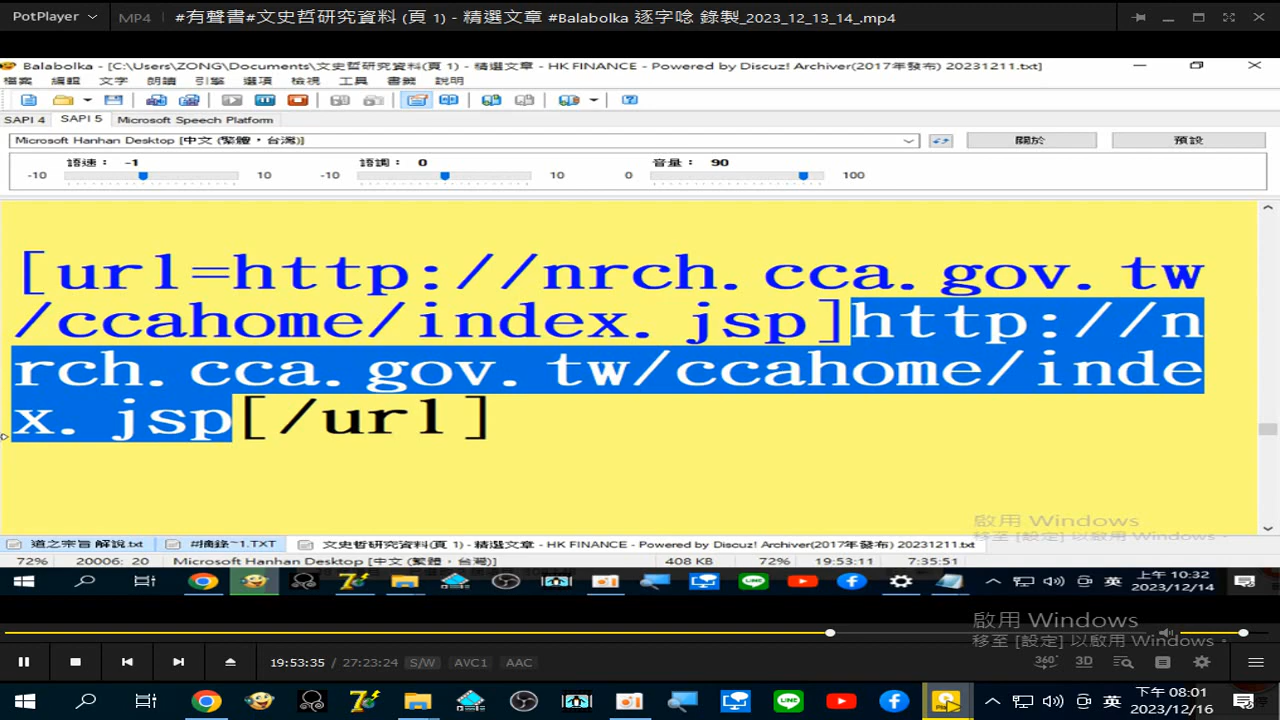 PotPlayer MP4 #有聲書#文史哲研究資料 (頁 1) - 精選文章 #Balabolka 逐字唸 錄製_2023_12_13_14_.mp4
Balabolka - [C:\Users\ZONG\Documents\文史哲研究資料(頁 1) - 精選文章 - HK FINANCE - Powered by Discuz! Archiver(2017年發布) 20231211.txt]
檔案 編輯 文字 朗讀 引擎 選項 檢視 工具 書籤 說明
SAPI 4 SAPI 5 Microsoft Speech Platform
Microsoft Hanhan Desktop [中文 (繁體，台灣)] 關於 預設
語速： -1 語調： 0 音量： 90
-10 10 -10 10 0 100
[url=http://nrch.cca.gov.tw
/ccahome/index.jsp]http://n
rch.cca.gov.tw/ccahome/inde
x.jsp[/url]
啟用 Windows
移至 [設定] 以啟用 Windows。
道之宗旨 解說.txt #摘錄~1.TXT 文史哲研究資料(頁 1) - 精選文章 - HK FINANCE - Powered by Discuz! Archiver(2017年發布) 20231211.txt
72% 20006: 20 Microsoft Hanhan Desktop [中文 (繁體，台灣)] 408 KB 72% 19:53:11 7:35:51
英 上午 10:32
2023/12/14
啟用 Windows
移至 [設定] 以啟用 Windows。
19:53:35 / 27:23:24 S/W AVC1 AAC 360° 3D
英 下午 08:01
2023/12/16